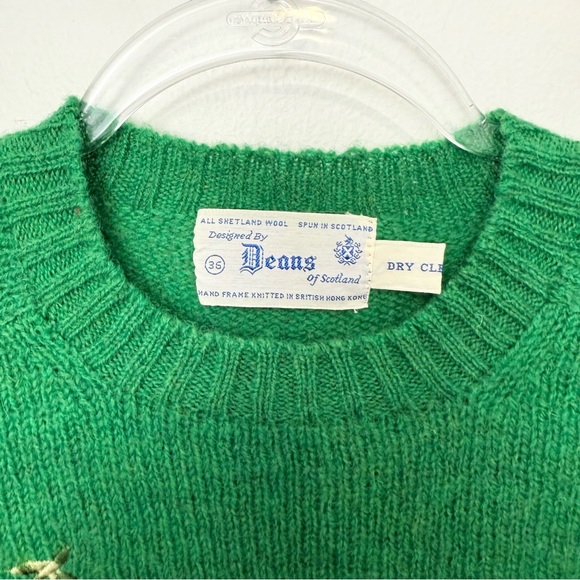 ALL SHETLAND WOOL SPUN IN SCOTLAND
Designed By
36 Deans
of Scotland
HAND FRAME KNITTED IN BRITISH HONG KONG
DRY CLE